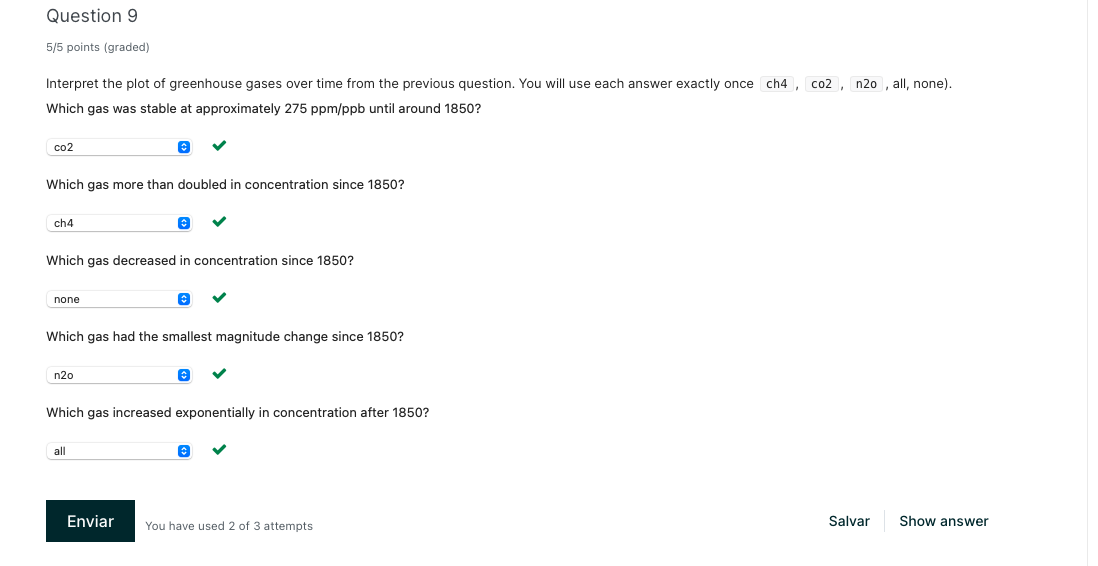 Question 9
5/5 points (graded)
Interpret the plot of greenhouse gases over time from the previous question. You will use each answer exactly once ch4, co2, n2o, all, none).
Which gas was stable at approximately 275 ppm/ppb until around 1850?
co2
Which gas more than doubled in concentration since 1850?
ch4
Which gas decreased in concentration since 1850?
none
Which gas had the smallest magnitude change since 1850?
n2o
Which gas increased exponentially in concentration after 1850?
all
Enviar
You have used 2 of 3 attempts
Salvar
Show answer